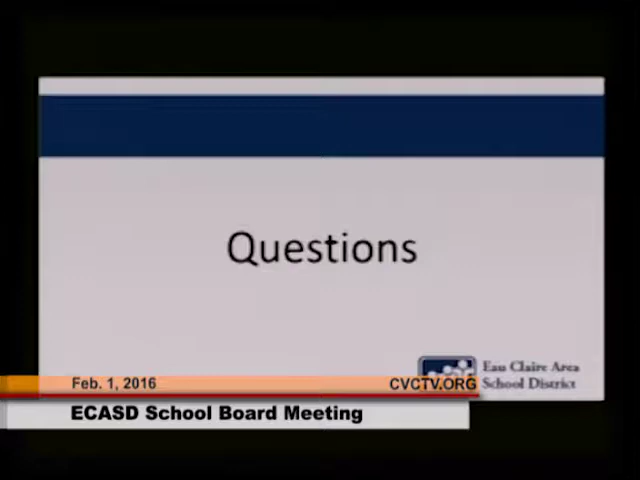 Questions
Eau Claire Area
School District
Feb. 1, 2016
CVCTV.ORG
ECASD School Board Meeting